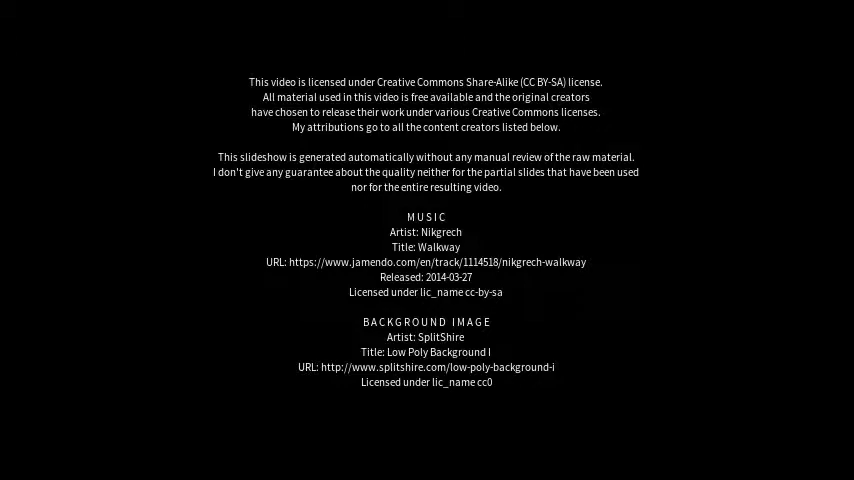 This video is licensed under Creative Commons Share-Alike (CC BY-SA) license.
All material used in this video is free available and the original creators
have chosen to release their work under various Creative Commons licenses.
My attributions go to all the content creators listed below.
This slideshow is generated automatically without any manual review of the raw material.
I don't give any guarantee about the quality neither for the partial slides that have been used
nor for the entire resulting video.
MUSIC
Artist: Nikgrech
Title: Walkway
URL: https://www.jamendo.com/en/track/1114518/nikgrech-walkway
Released: 2014-03-27
Licensed under lic_name cc-by-sa
BACKGROUND IMAGE
Artist: SplitShire
Title: Low Poly Background I
URL: http://www.splitshire.com/low-poly-background-i
Licensed under lic_name cc0